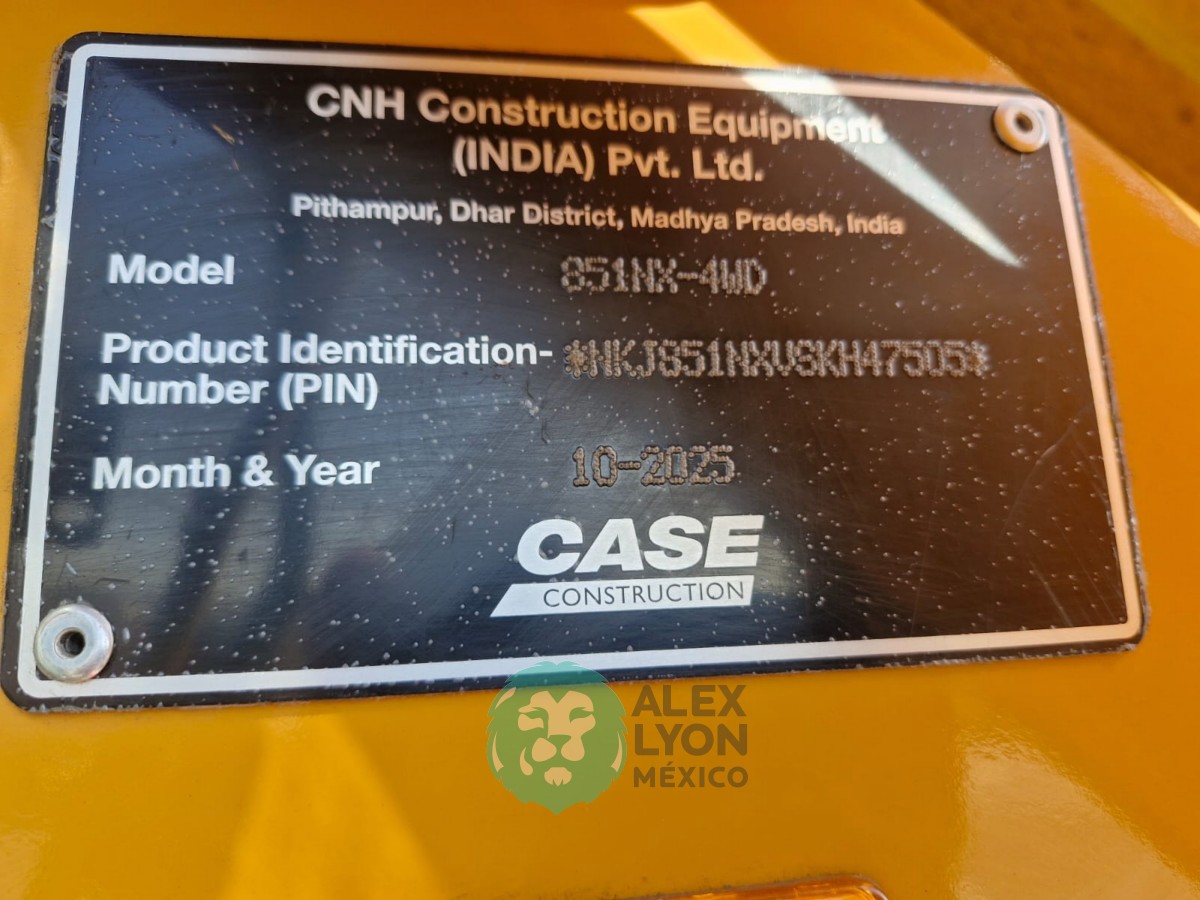 CNH Construction Equipment
(INDIA) Pvt. Ltd.
Pithampur, Dhar District, Madhya Pradesh, India
Model 851NX-4WD
Product Identification- *NKJ851NXVSKH47505*
Number (PIN)
Month & Year 10-2025
CASE
CONSTRUCTION
ALEX
LYON
MÉXICO